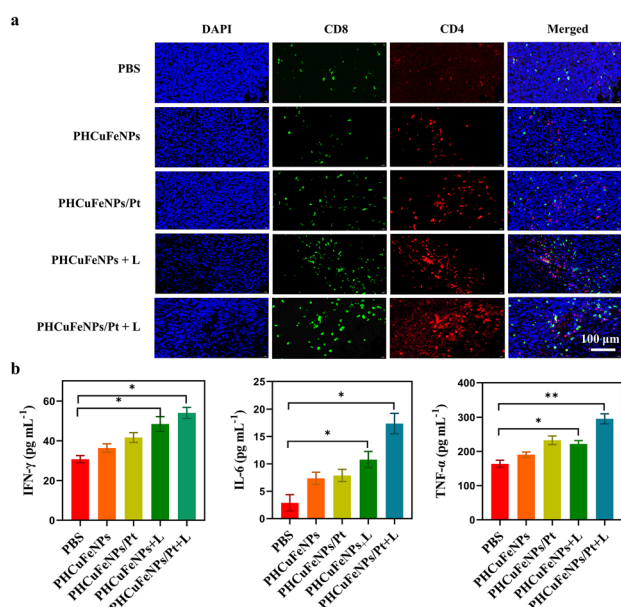 a
DAPI CD8 CD4 Merged
PBS
PHCuFeNPs
PHCuFeNPs/Pt
PHCuFeNPs + L
PHCuFeNPs/Pt + L
100 μm
b
IFN-γ (pg mL⁻¹)
60
40
20
0
*
*
PBS
PHCuFeNPs
PHCuFeNPs/Pt
PHCuFeNPs+L
PHCuFeNPs/Pt+L
IL-6 (pg mL⁻¹)
25
20
15
10
5
0
*
*
PBS
PHCuFeNPs
PHCuFeNPs/Pt
PHCuFeNPs.L
PHCuFeNPs/Pt+L
TNF-α (pg mL⁻¹)
400
300
200
100
0
**
*
PBS
PHCuFeNPs
PHCuFeNPs/Pt
PHCuFeNPs+L
PHCuFeNPs/Pt+L